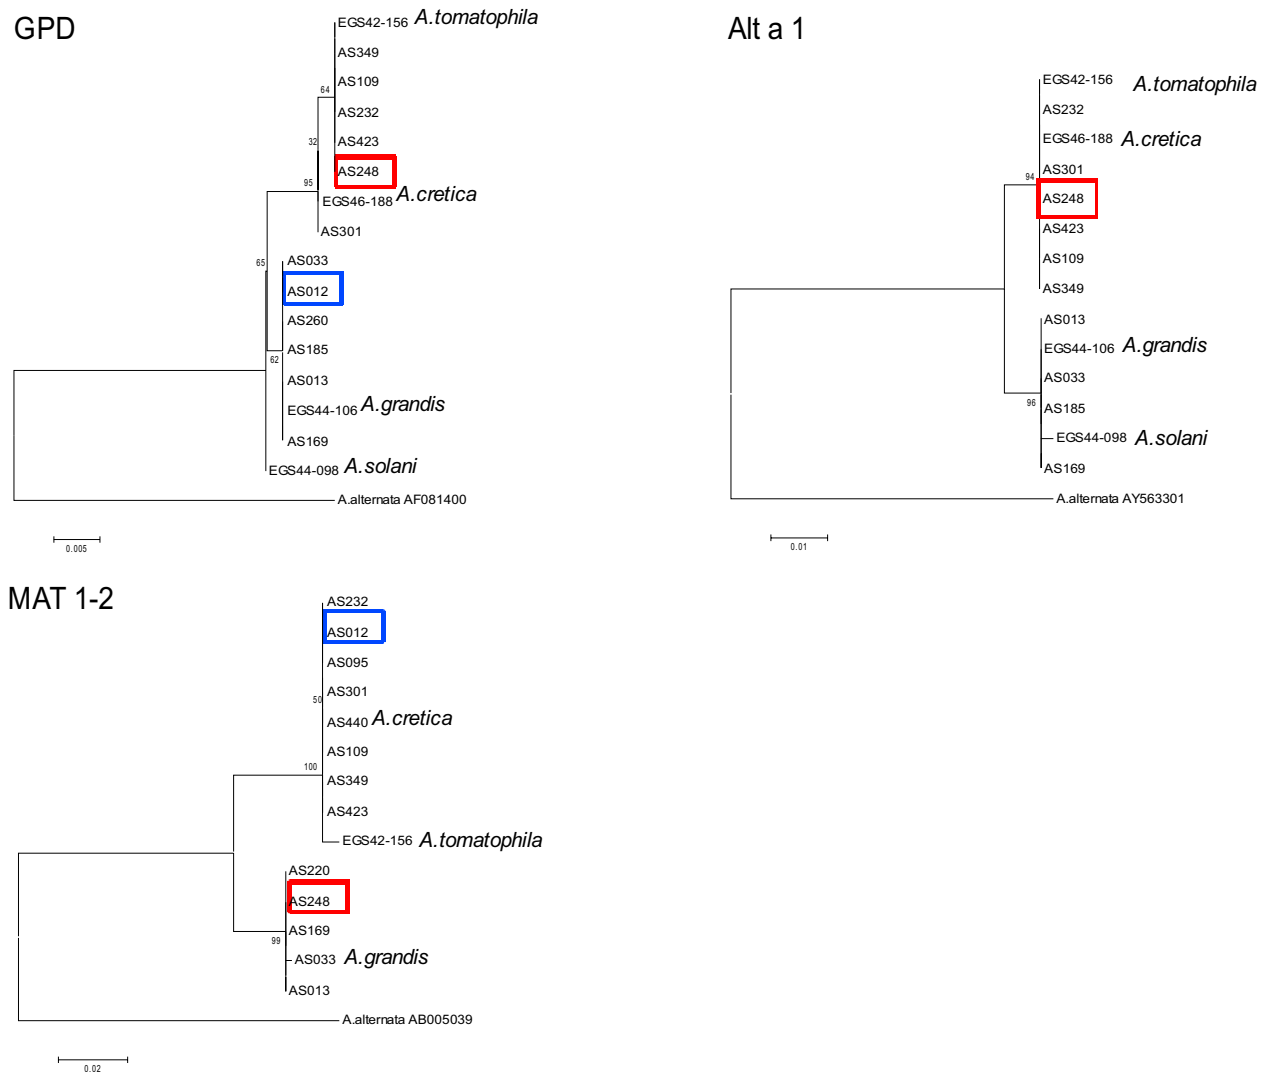 GPD
EGS42-156 A.tomatophila
AS349
AS109
64
AS232
32
AS423
AS248
95
EGS46-188 A.cretica
AS301
65
AS033
AS012
AS260
AS185
62
AS013
EGS44-106 A.grandis
AS169
EGS44-098 A.solani
A.alternata AF081400
0.005
Alt a 1
EGS42-156 A.tomatophila
AS232
EGS46-188 A.cretica
AS301
94
AS248
AS423
AS109
AS349
AS013
EGS44-106 A.grandis
AS033
96
AS185
EGS44-098 A.solani
AS169
A.alternata AY563301
0.01
MAT 1-2
AS232
AS012
AS095
AS301
50
AS440 A.cretica
AS109
100
AS349
AS423
EGS42-156 A.tomatophila
AS220
AS248
AS169
99
AS033 A.grandis
AS013
A.alternata AB005039
0.02